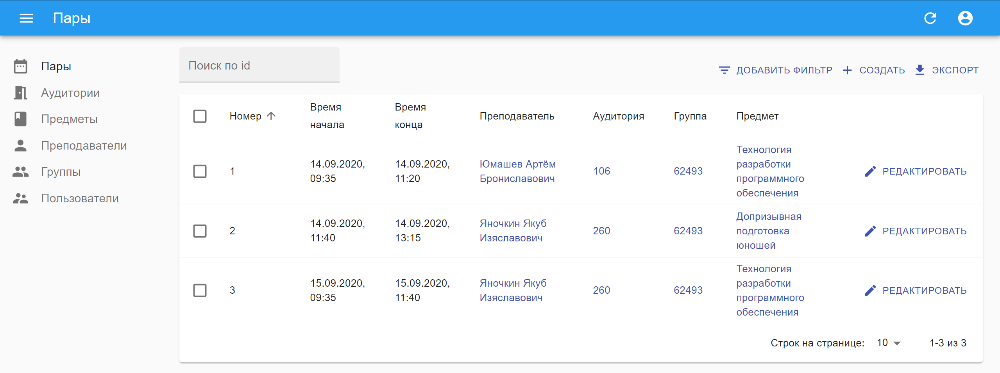 Пары
Пары
Аудитории
Предметы
Преподаватели
Группы
Пользователи
Поиск по id
ДОБАВИТЬ ФИЛЬТР
СОЗДАТЬ
ЭКСПОРТ
Номер
Время
начала
Время
конца
Преподаватель
Аудитория
Группа
Предмет
1
14.09.2020,
09:35
14.09.2020,
11:20
Юмашев Артём
Брониславович
106
62493
Технология
разработки
программного
обеспечения
РЕДАКТИРОВАТЬ
2
14.09.2020,
11:40
14.09.2020,
13:15
Яночкин Якуб
Изяславович
260
62493
Допризывная
подготовка
юношей
РЕДАКТИРОВАТЬ
3
15.09.2020,
09:35
15.09.2020,
11:40
Яночкин Якуб
Изяславович
260
62493
Технология
разработки
программного
обеспечения
РЕДАКТИРОВАТЬ
Строк на странице: 10 1-3 из 3